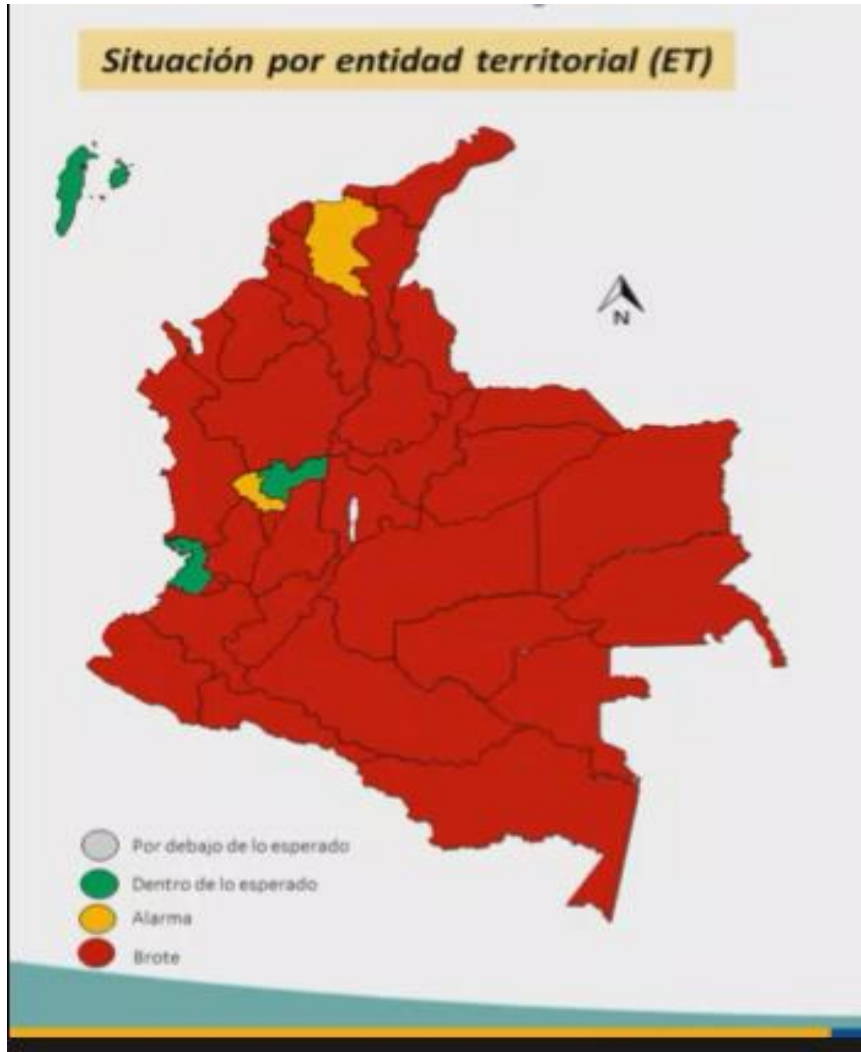 Situación por entidad territorial (ET)
N
Por debajo de lo esperado
Dentro de lo esperado
Alarma
Brote